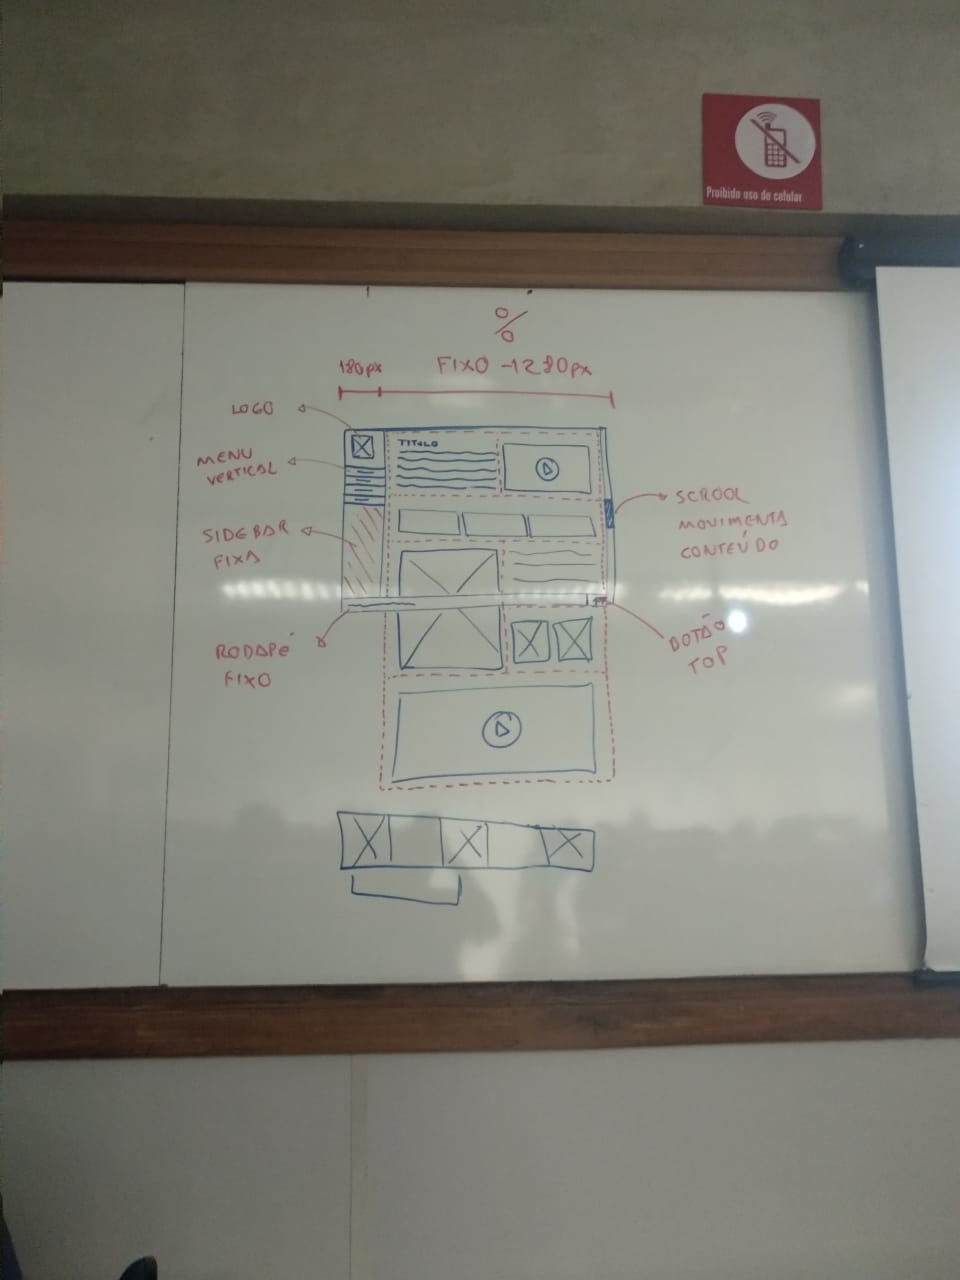 Proibido uso de celular
%
180px
FIXO -1280px
LOGO
TITULO
MENU
VERTICAL
SCROOL
MOVIMENTA
CONTEÚDO
SIDEBAR
FIXA
RODAPÉ
FIXO
BOTÃO
TOP